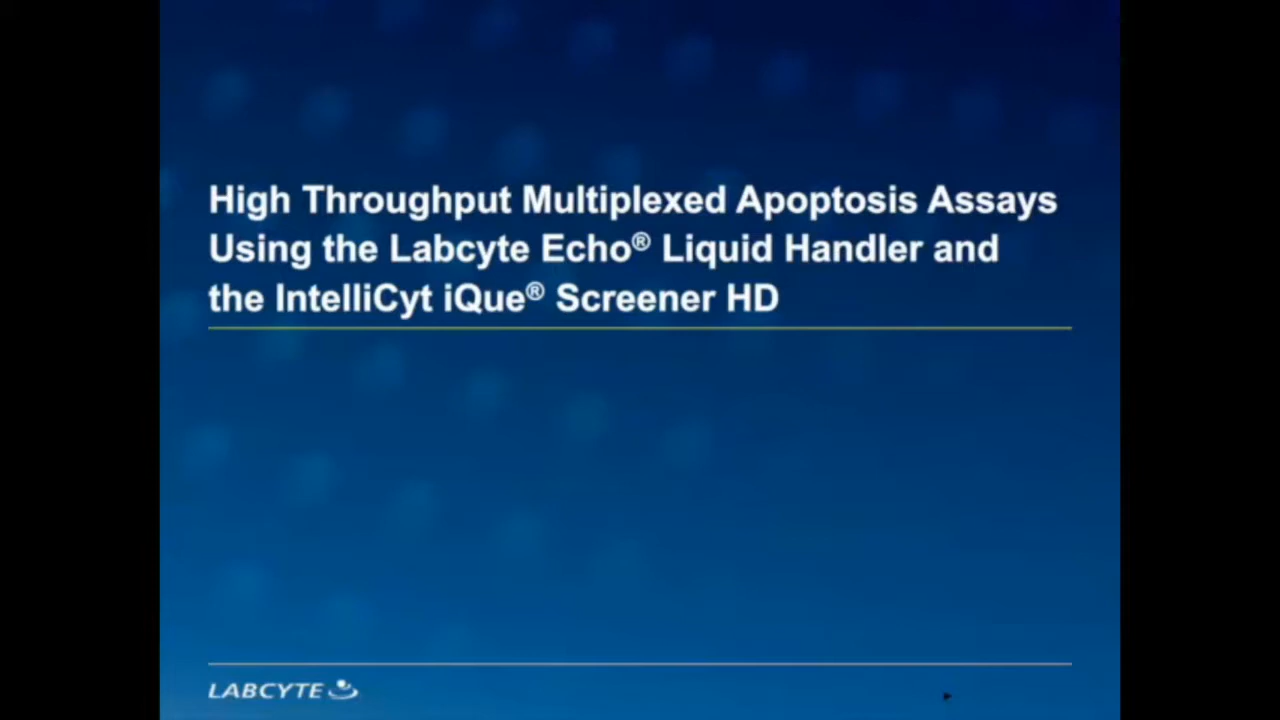 High Throughput Multiplexed Apoptosis Assays
Using the Labcyte Echo® Liquid Handler and
the IntelliCyt iQue® Screener HD
LABCYTE